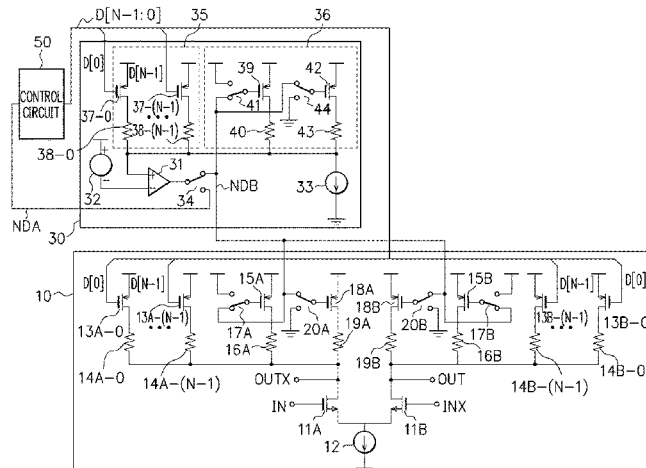 D[N-1:0]
35
36
50
D[0]
D[N-1]
39
42
CONTROL
CIRCUIT
37-0
37-(N-1)
41
44
38-(N-1)
40
43
38-0
31
32
34
NDB
33
NDA
30
10
D[0]
D[N-1]
15A
18A
18B
15B
D[N-1]
D[0]
13A-0
13A-(N-1)
17A
20A
20B
17B
13B-(N-1)
13B-0
16A
19A
19B
16B
14A-0
14A-(N-1)
14B-(N-1)
14B-0
OUTX
OUT
IN
INX
11A
11B
12